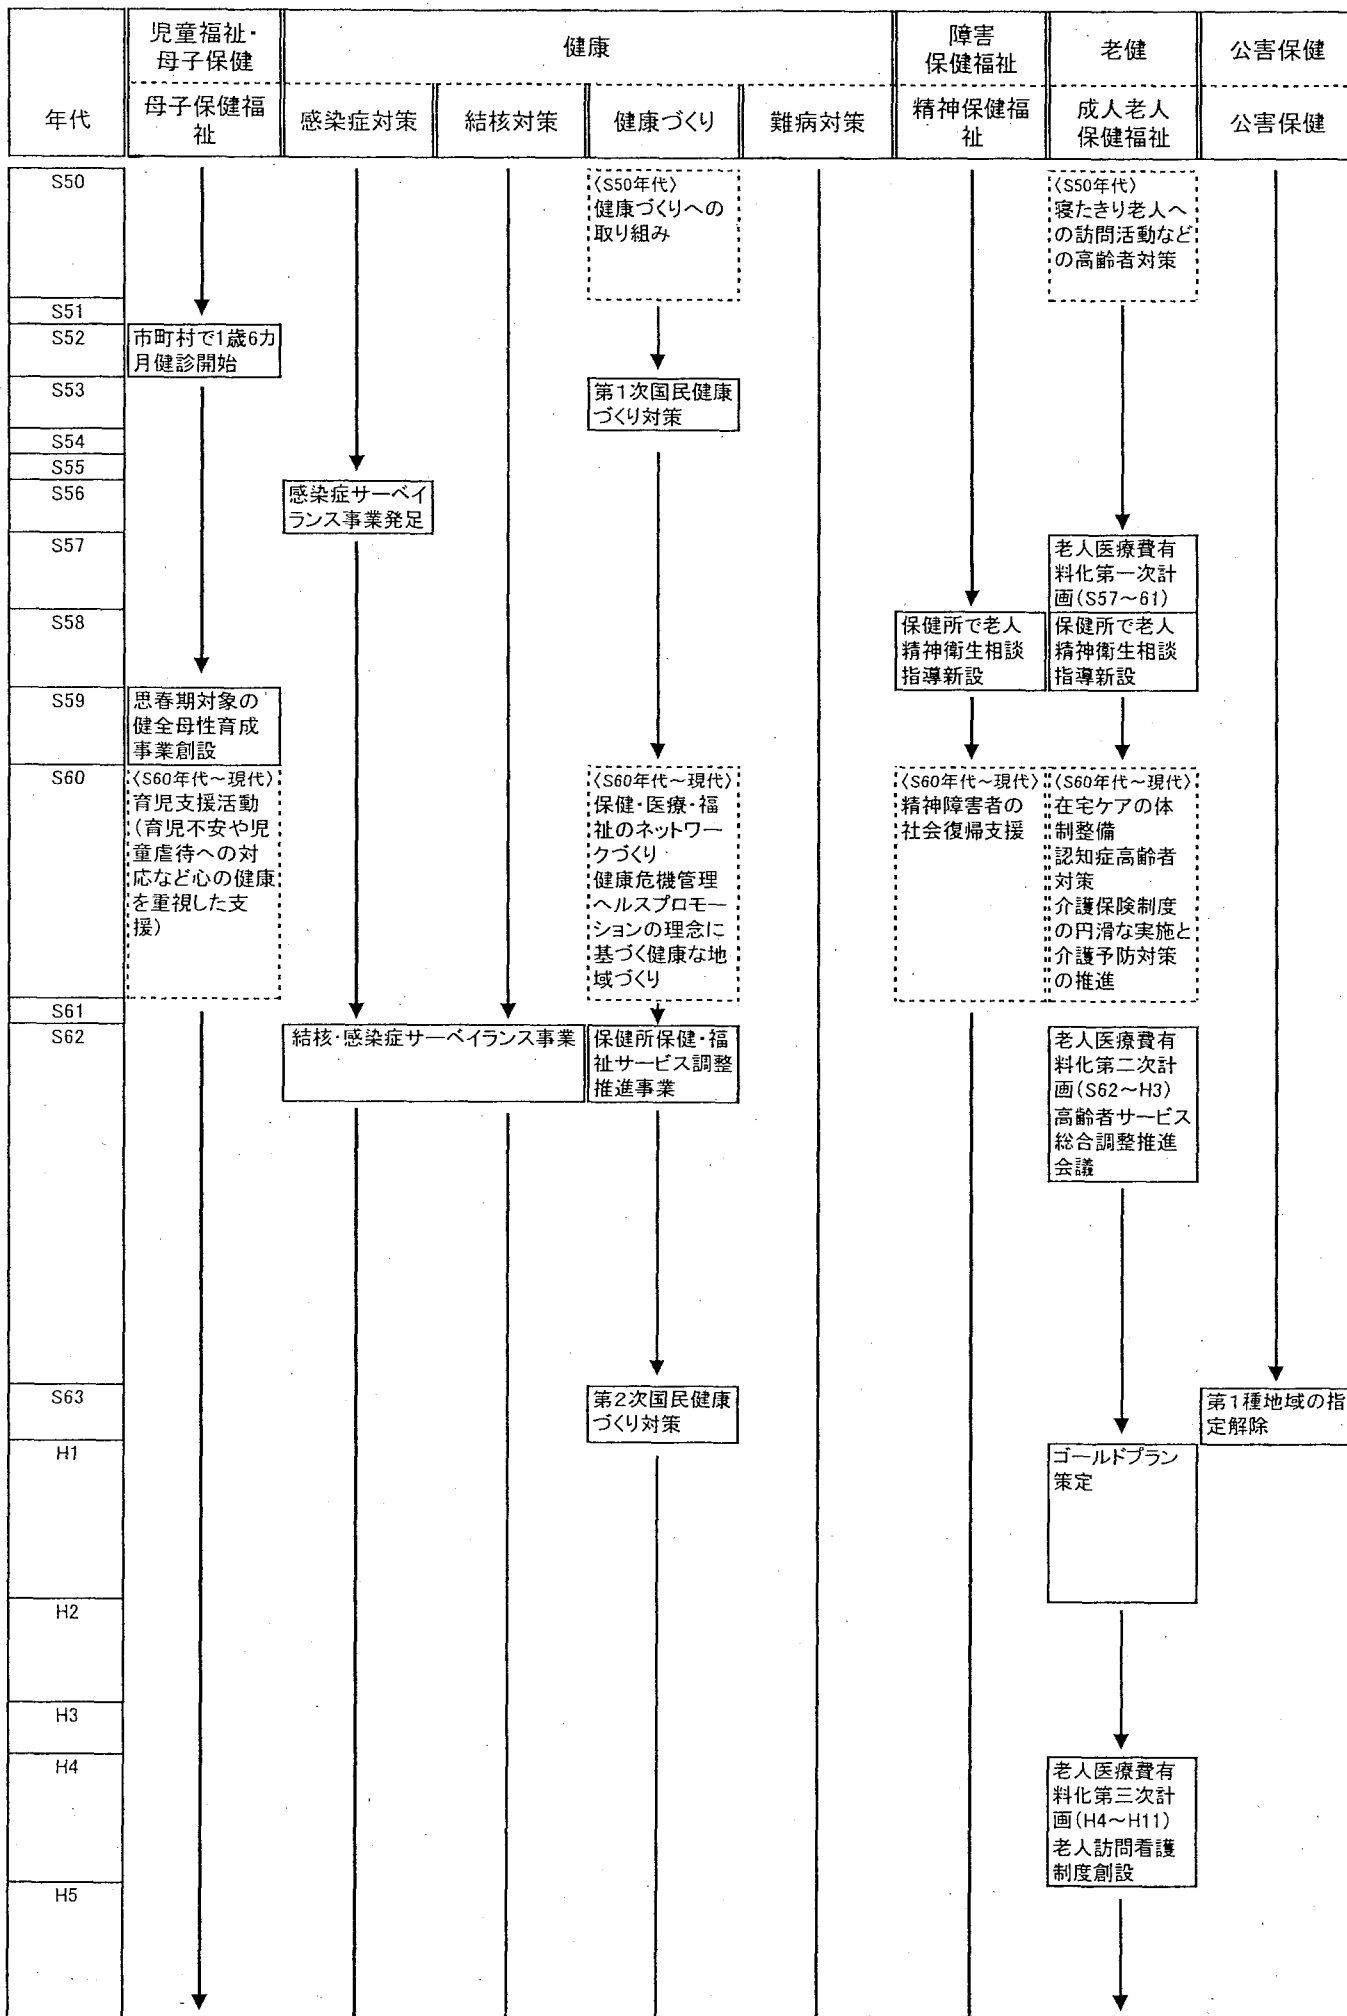 児童福祉・
母子保健
健康
障害
保健福祉
老健
公害保健
年代
母子保健福
祉
感染症対策
結核対策
健康づくり
難病対策
精神保健福
祉
成人老人
保健福祉
公害保健
S50
〈S50年代〉
健康づくりへの
取り組み
〈S50年代〉
寝たきり老人へ
の訪問活動など
の高齢者対策
S51
S52
市町村で1歳6カ
月健診開始
S53
第1次国民健康
づくり対策
S54
S55
S56
感染症サーベイ
ランス事業発足
S57
老人医療費有
料化第一次計
画(S57～61)
S58
保健所で老人
精神衛生相談
指導新設
保健所で老人
精神衛生相談
指導新設
S59
思春期対象の
健全母性育成
事業創設
S60
〈S60年代～現代〉
育児支援活動
(育児不安や児
童虐待への対
応など心の健康
を重視した支
援)
〈S60年代～現代〉
保健・医療・福
祉のネットワー
クづくり
健康危機管理
ヘルスプロモー
ションの理念に
基づく健康な地
域づくり
〈S60年代～現代〉
精神障害者の
社会復帰支援
〈S60年代～現代〉
在宅ケアの体
制整備
認知症高齢者
対策
介護保険制度
の円滑な実施と
介護予防対策
の推進
S61
S62
結核・感染症サーベイランス事業
保健所保健・福
祉サービス調整
推進事業
老人医療費有
料化第二次計
画(S62～H3)
高齢者サービス
総合調整推進
会議
S63
第2次国民健康
づくり対策
第1種地域の指
定解除
H1
ゴールドプラン
策定
H2
H3
H4
老人医療費有
料化第三次計
画(H4～H11)
老人訪問看護
制度創設
H5